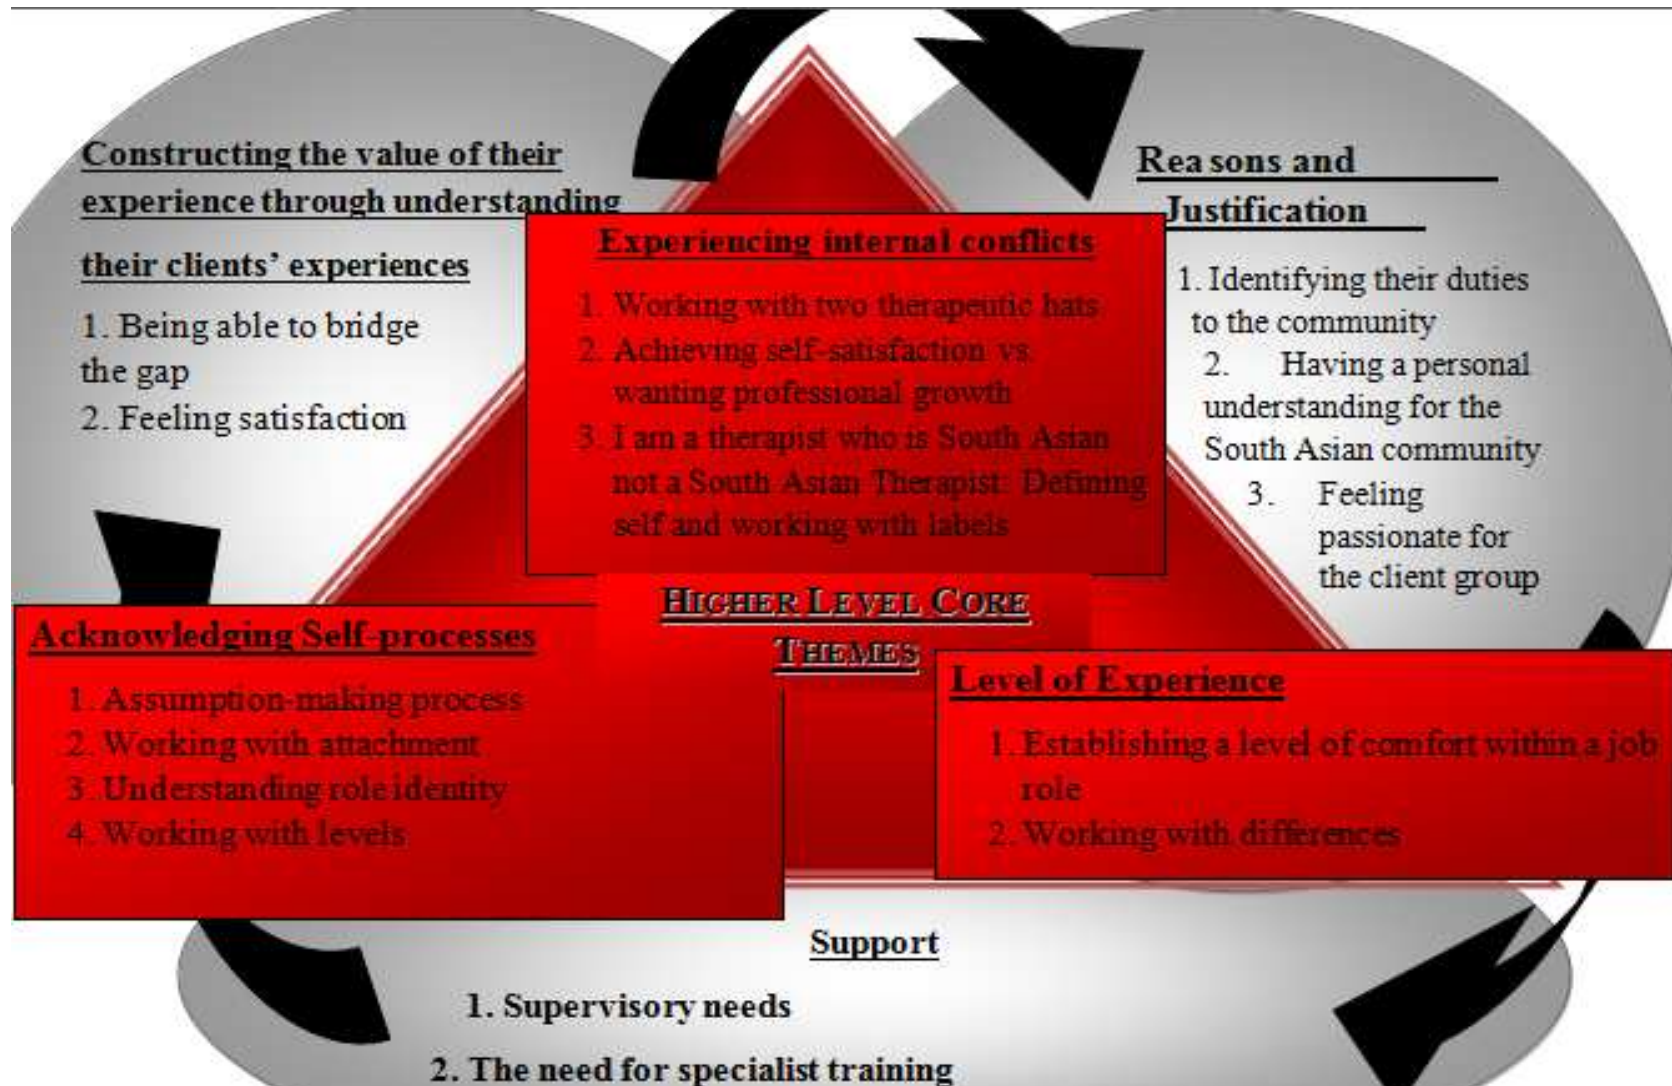 Constructing the value of their
experience through understanding
their clients' experiences
1. Being able to bridge
the gap
2. Feeling satisfaction
Experiencing internal conflicts
1. Working with two therapeutic hats
2. Achieving self-satisfaction vs
wanting professional growth
3. I am a therapist who is South Asian
not a South Asian Therapist: Defining
self and working with labels
Reasons and
Justification
1. Identifying their duties
to the community
2. Having a personal
understanding for the
South Asian community
3. Feeling
passionate for
the client group
HIGHER LEVEL CORE
THEMES
Acknowledging Self-processes
1. Assumption-making process
2. Working with attachment
3. Understanding role identity
4. Working with levels
Level of Experience
1. Establishing a level of comfort within a job
role
2. Working with differences
Support
1. Supervisory needs
2. The need for specialist training